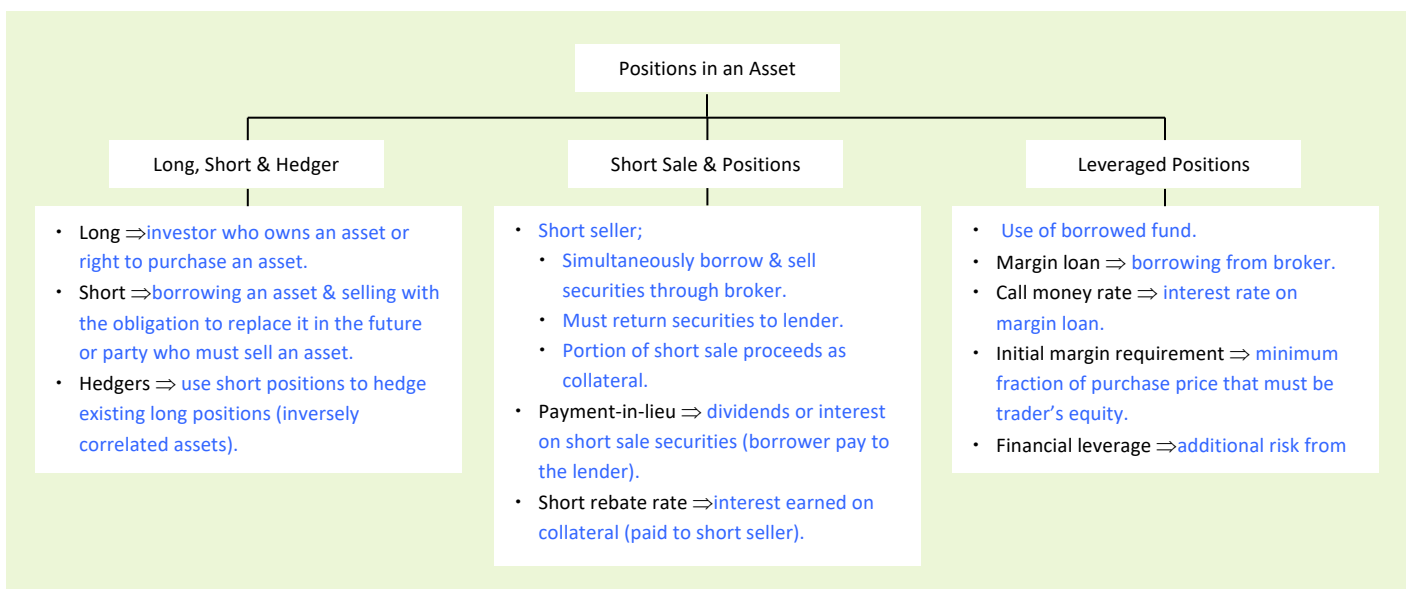 Positions in an Asset
Long, Short & Hedger
• Long ⇒investor who owns an asset or
right to purchase an asset.
• Short ⇒borrowing an asset & selling with
the obligation to replace it in the future
or party who must sell an asset.
• Hedgers ⇒ use short positions to hedge
existing long positions (inversely
correlated assets).
Short Sale & Positions
• Short seller;
• Simultaneously borrow & sell
securities through broker.
• Must return securities to lender.
• Portion of short sale proceeds as
collateral.
• Payment-in-lieu ⇒ dividends or interest
on short sale securities (borrower pay to
the lender).
• Short rebate rate ⇒interest earned on
collateral (paid to short seller).
Leveraged Positions
• Use of borrowed fund.
• Margin loan ⇒ borrowing from broker.
• Call money rate ⇒ interest rate on
margin loan.
• Initial margin requirement ⇒ minimum
fraction of purchase price that must be
trader’s equity.
• Financial leverage ⇒additional risk from